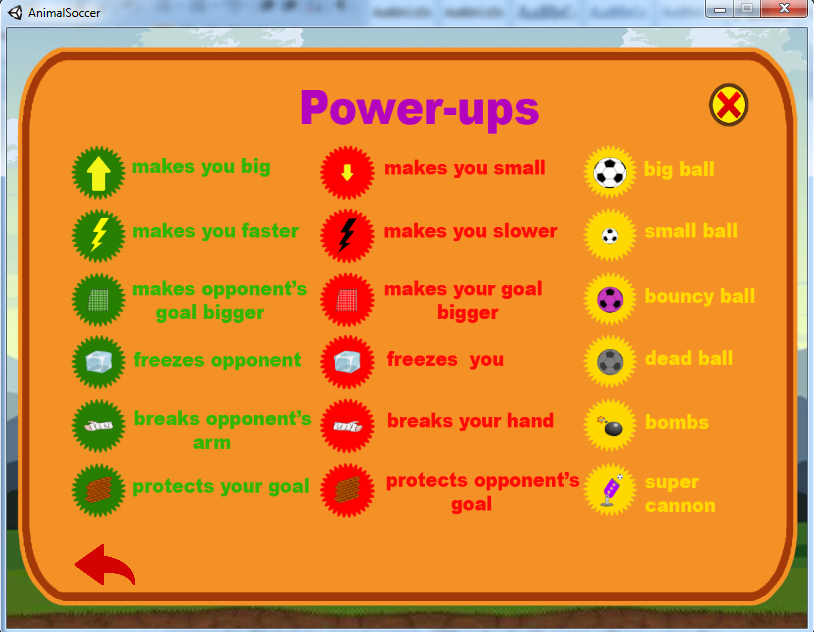 AnimalSoccer
Power-ups
makes you big
makes you small
big ball
makes you faster
makes you slower
small ball
makes opponent's
goal bigger
makes your goal
bigger
bouncy ball
freezes opponent
freezes you
dead ball
breaks opponent's
arm
breaks your hand
bombs
protects your goal
protects opponent's
goal
super
cannon